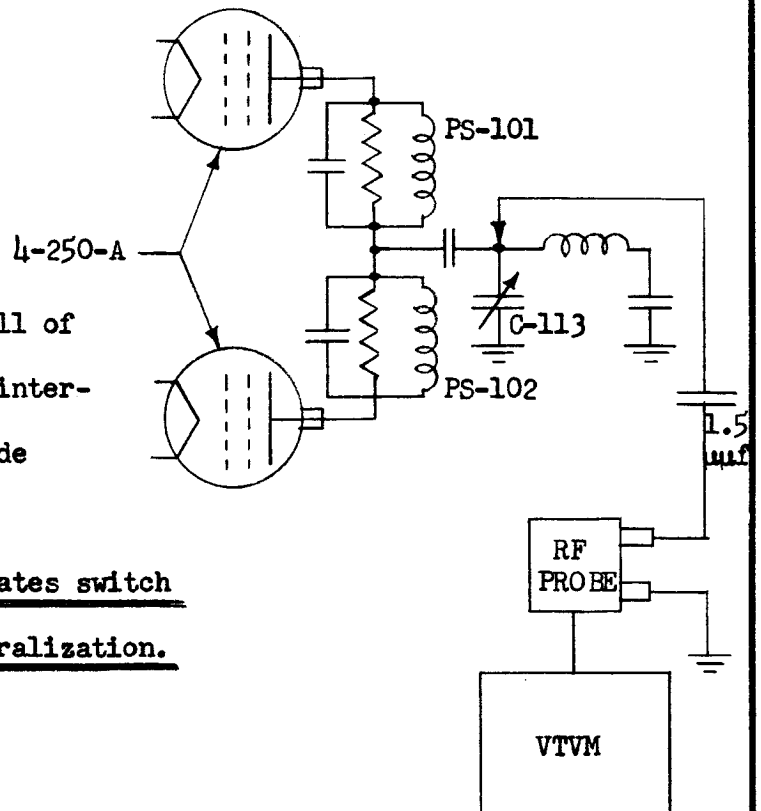 PS-101
4-250-A
ll of
C-113
inter-
PS-102
de
1.5
μμf
ates switch
RF
PROBE
ralization.
VTVM